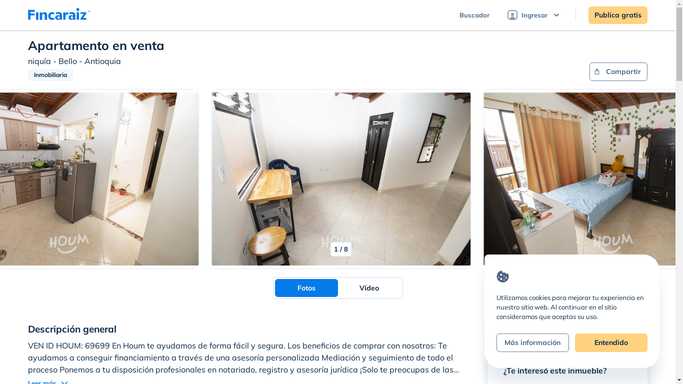 Fincaraiz
Buscador
Ingresar
Publica gratis
Apartamento en venta
niquía - Bello - Antioquia
Inmobiliaria
Compartir
HOUM
HOUM
HOUM
1 / 8
Fotos
Video
Descripción general
VEN ID HOUM: 69699 En Houm te ayudamos de forma fácil y segura. Los beneficios de comprar con nosotros: Te
ayudamos a conseguir financiamiento a través de una asesoría personalizada Mediación y seguimiento de todo el
proceso Ponemos a tu disposición profesionales en notariado, registro y asesoría jurídica ¡Solo te preocupas de las...
Leer más
Utilizamos cookies para mejorar tu experiencia en
nuestro sitio web. Al continuar en el sitio
consideramos que aceptas su uso.
Más información
Entendido
¿Te interesó este inmueble?